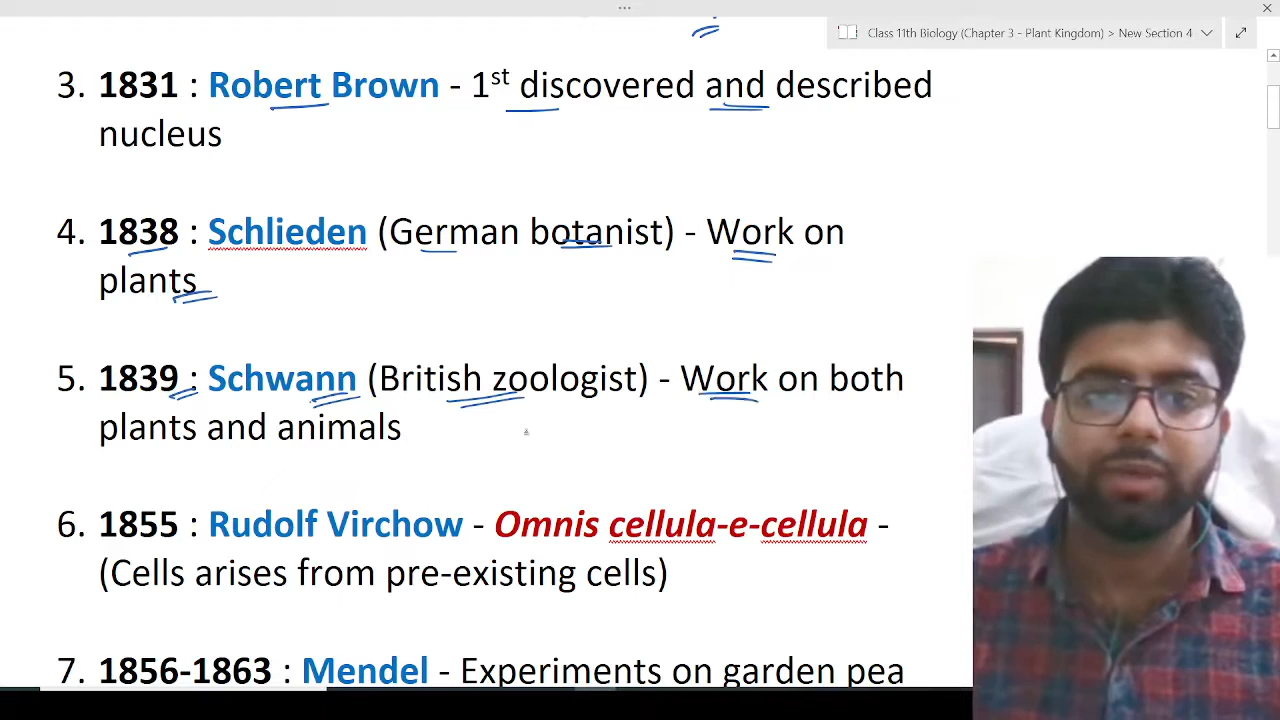 Class 11th Biology (Chapter 3 - Plant Kingdom) > New Section 4
3. 1831 : Robert Brown - 1st discovered and described
nucleus
4. 1838 : Schlieden (German botanist) - Work on
plants
5. 1839 : Schwann (British zoologist) - Work on both
plants and animals
6. 1855 : Rudolf Virchow - Omnis cellula-e-cellula -
(Cells arises from pre-existing cells)
7. 1856-1863 : Mendel - Experiments on garden pea